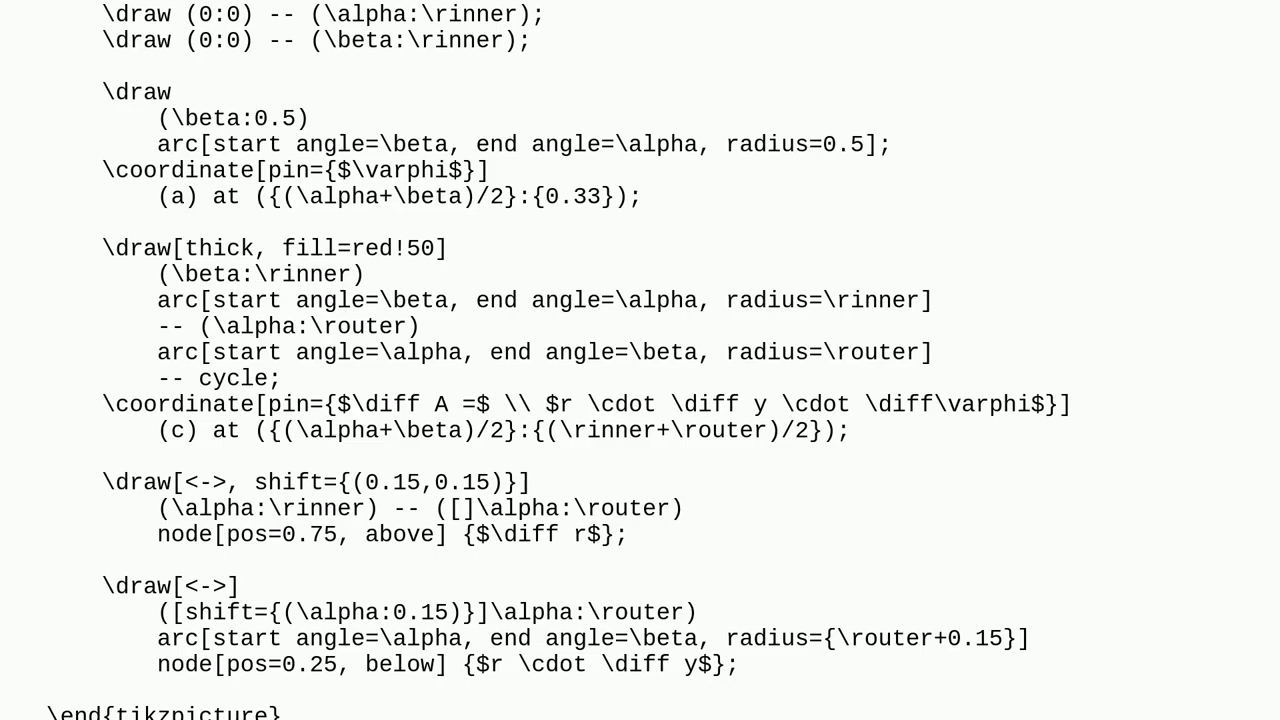 \draw (0:0) -- (\alpha:\rinner);
\draw (0:0) -- (\beta:\rinner);
\draw
(\beta:0.5)
arc[start angle=\beta, end angle=\alpha, radius=0.5];
\coordinate[pin={$\varphi$}]
(a) at ({(\alpha+\beta)/2}:{0.33});
\draw[thick, fill=red!50]
(\beta:\rinner)
arc[start angle=\beta, end angle=\alpha, radius=\rinner]
-- (\alpha:\router)
arc[start angle=\alpha, end angle=\beta, radius=\router]
-- cycle;
\coordinate[pin={$\diff A =$ \\ $r \cdot \diff y \cdot \diff\varphi$}]
(c) at ({(\alpha+\beta)/2}:{(\rinner+\router)/2});
\draw[<->, shift={(0.15,0.15)}]
(\alpha:\rinner) -- ([]\alpha:\router)
node[pos=0.75, above] {$\diff r$};
\draw[<->]
([shift={(\alpha:0.15)}]\alpha:\router)
arc[start angle=\alpha, end angle=\beta, radius={\router+0.15}]
node[pos=0.25, below] {$r \cdot \diff y$};
\end{tikzpicture}